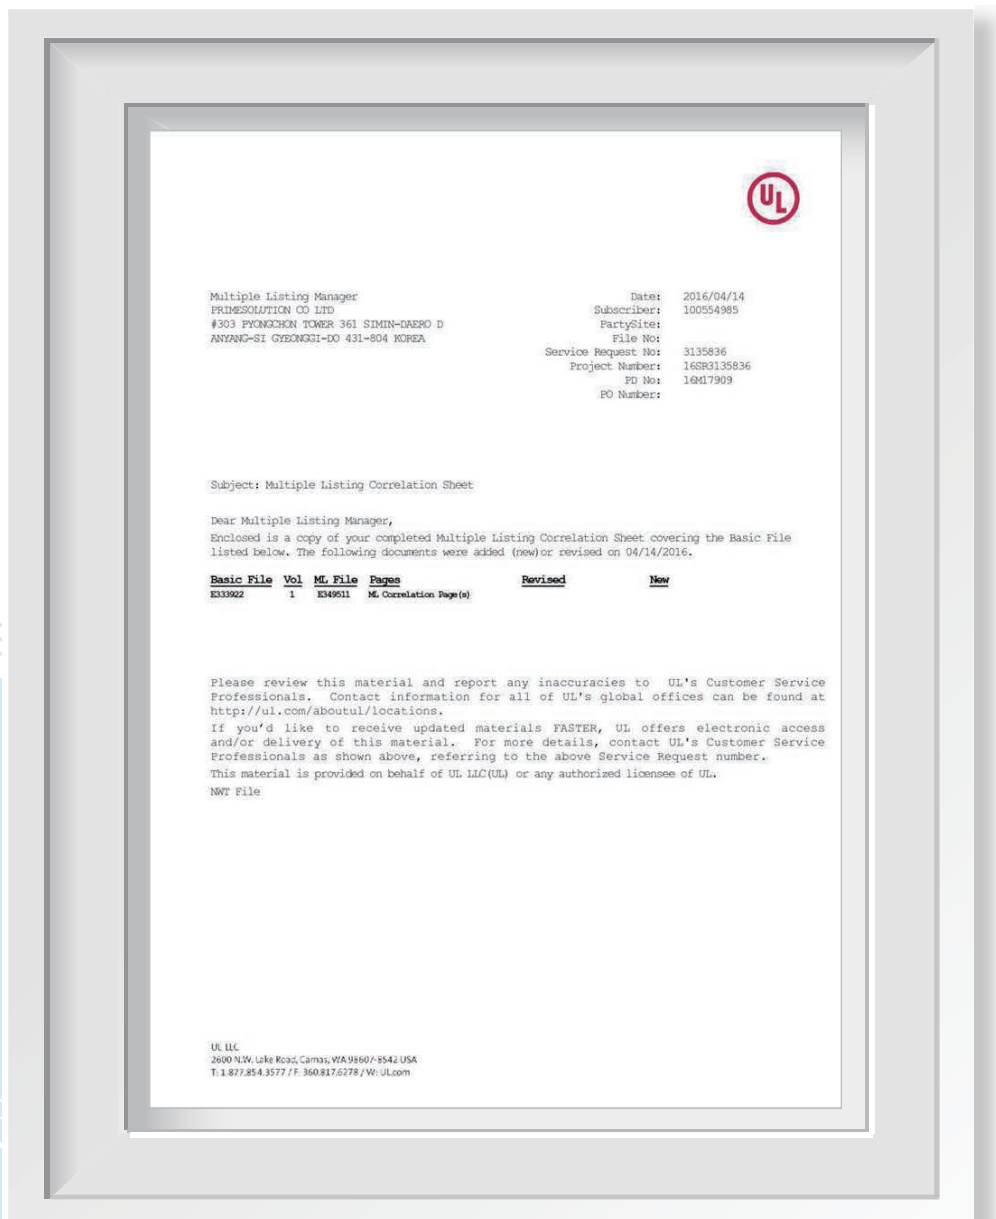 UL
Multiple Listing Manager
PRIMESOLUTION CO LTD
#303 PYONGCHON TOWER 361 SIMIN-DAERO D
ANYANG-SI GYEONGGI-DO 431-804 KOREA
Date: 2016/04/14
Subscriber: 100554985
PartySite:
File No:
Service Request No: 3135836
Project Number: 16SR3135836
PD No: 16M17909
PO Number:
Subject: Multiple Listing Correlation Sheet
Dear Multiple Listing Manager,
Enclosed is a copy of your completed Multiple Listing Correlation Sheet covering the Basic File
listed below. The following documents were added (new)or revised on 04/14/2016.
Basic File Vol ML File Pages Revised New
E333922 1 E349511 ML Correlation Page(s)
Please review this material and report any inaccuracies to UL's Customer Service
Professionals. Contact information for all of UL's global offices can be found at
http://ul.com/aboutul/locations.
If you'd like to receive updated materials FASTER, UL offers electronic access
and/or delivery of this material. For more details, contact UL's Customer Service
Professionals as shown above, referring to the above Service Request number.
This material is provided on behalf of UL LLC(UL) or any authorized licensee of UL.
NWT File
UL LLC
2600 N.W. Lake Road, Camas, WA 98607-8542 USA
T: 1.877.854.3577 / F: 360.817.6278 / W: UL.com